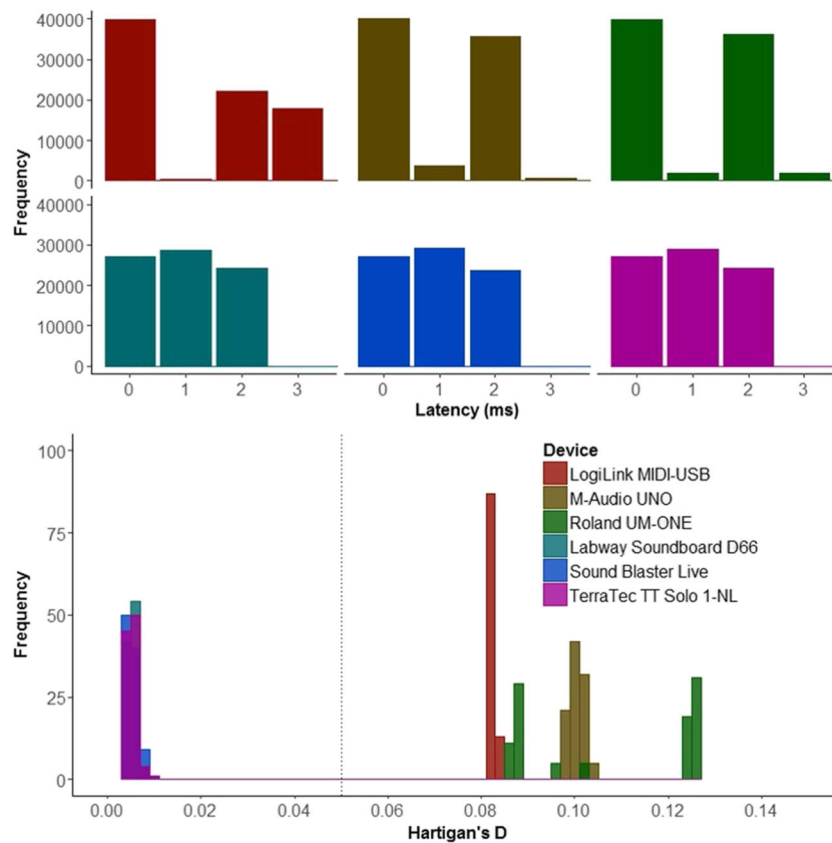 40000
30000
20000
10000
0
Frequency
40000
30000
20000
10000
0
0 1 2 3 0 1 2 3 0 1 2 3
Latency (ms)
100
75
50
25
0
Frequency
Device
LogiLink MIDI-USB
M-Audio UNO
Roland UM-ONE
Labway Soundboard D66
Sound Blaster Live
TerraTec TT Solo 1-NL
0.00 0.02 0.04 0.06 0.08 0.10 0.12 0.14
Hartigan's D